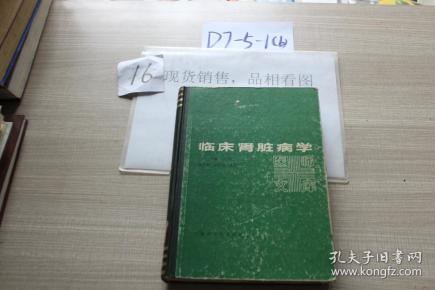 D7-5-1(4)
16
现货销售，品相看图
临床肾脏病学
孔夫子旧书网
www.kongfz.com